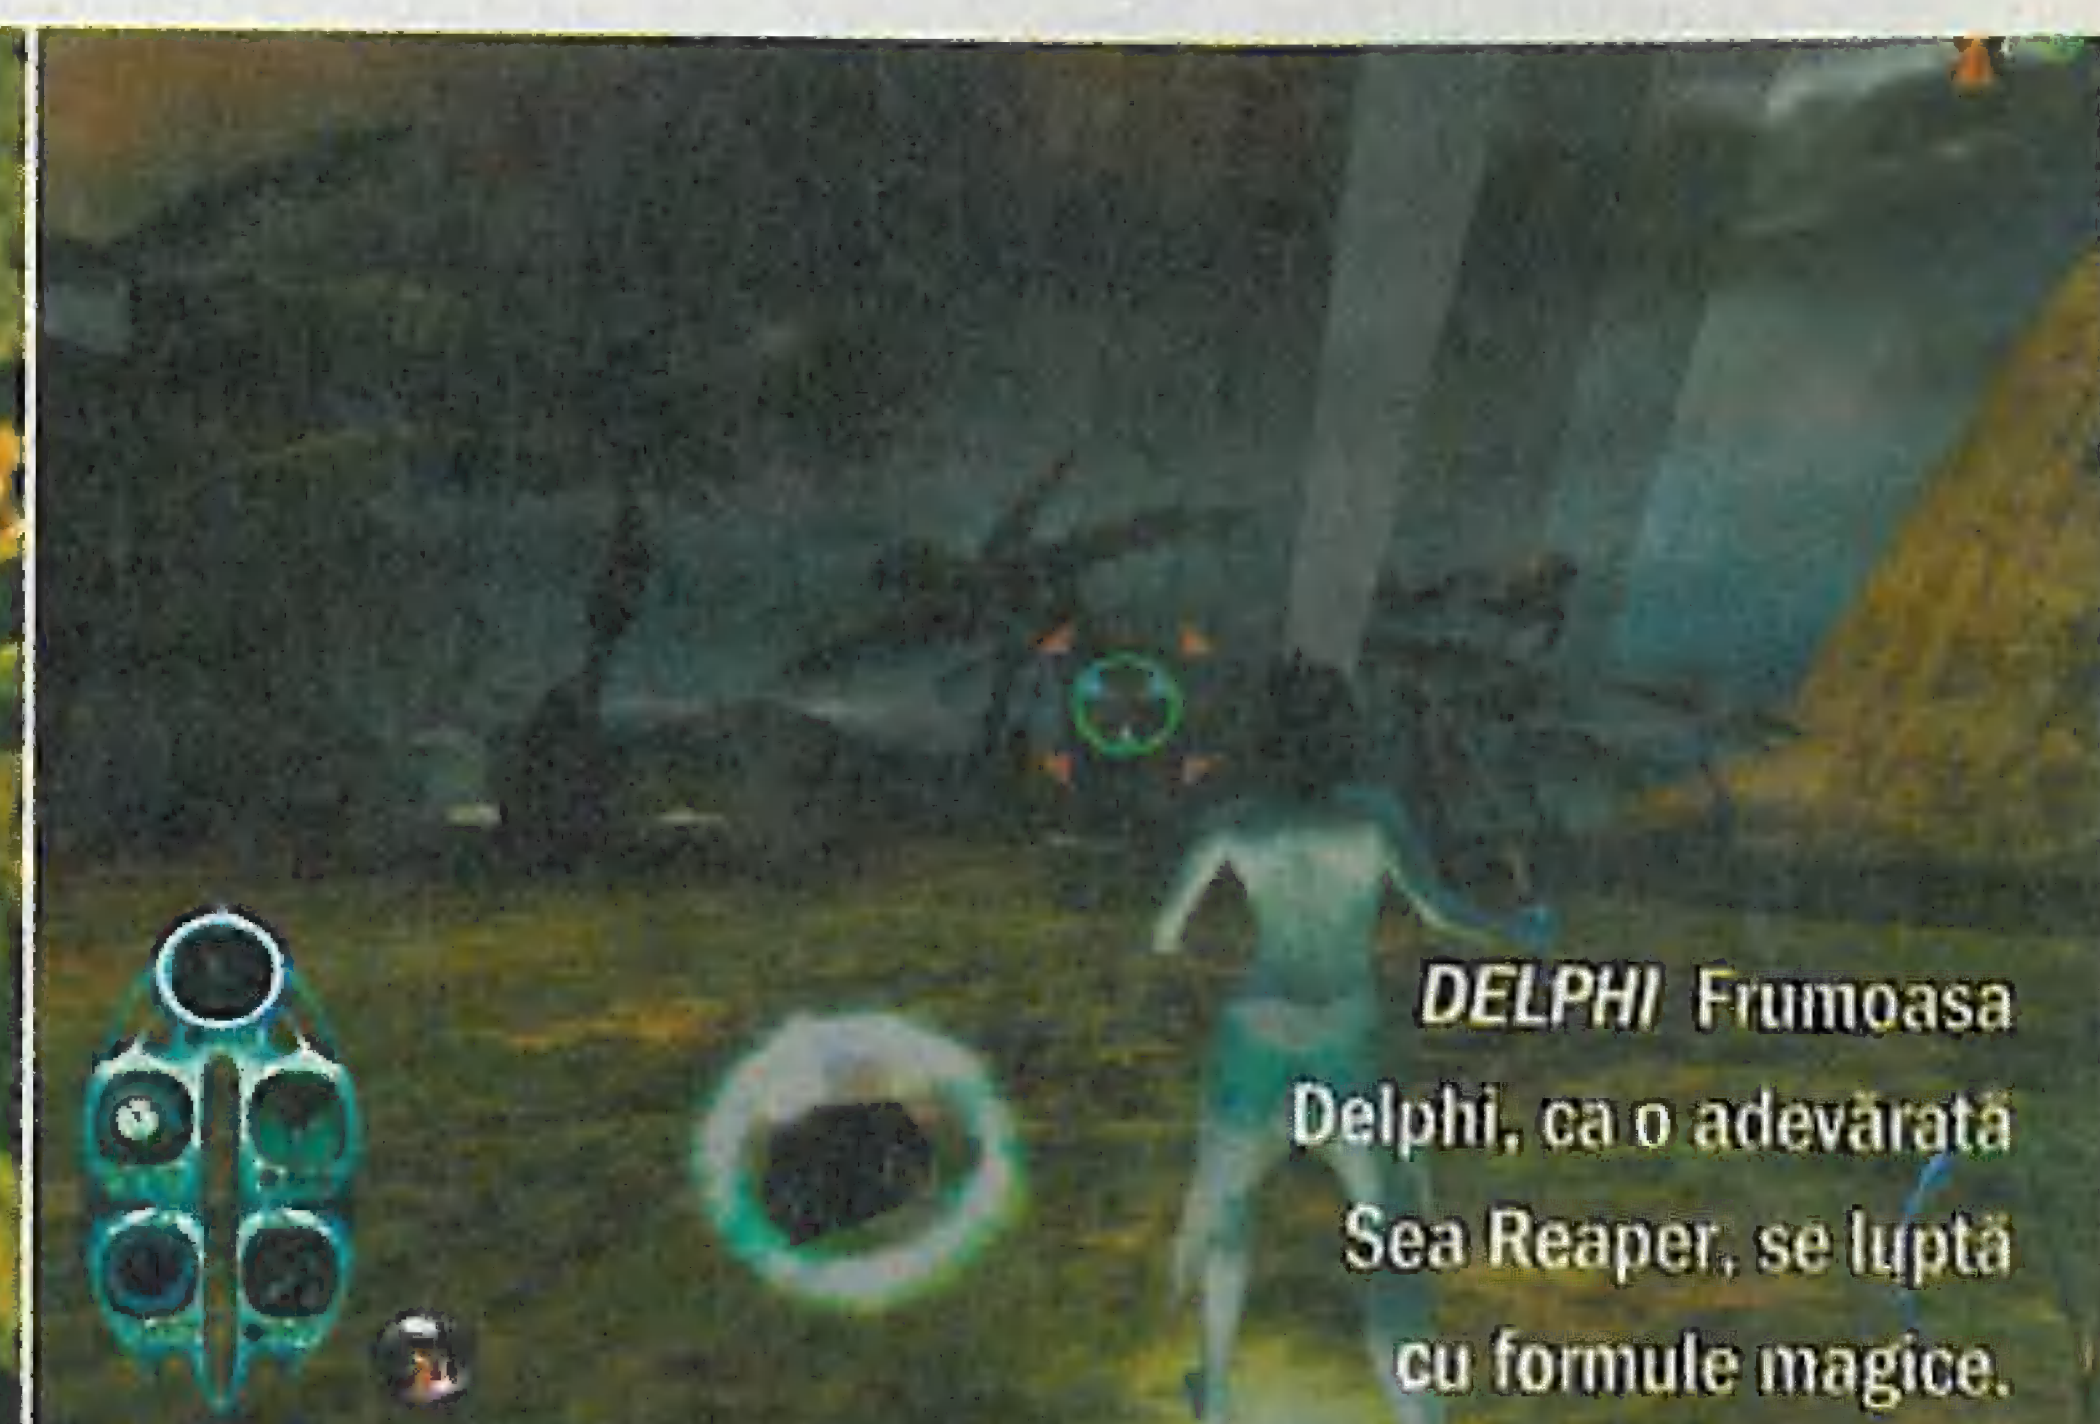 DELPHI Frumoasa
Delphi, ca o adevărată
Sea Reaper, se luptă
cu formule magice.